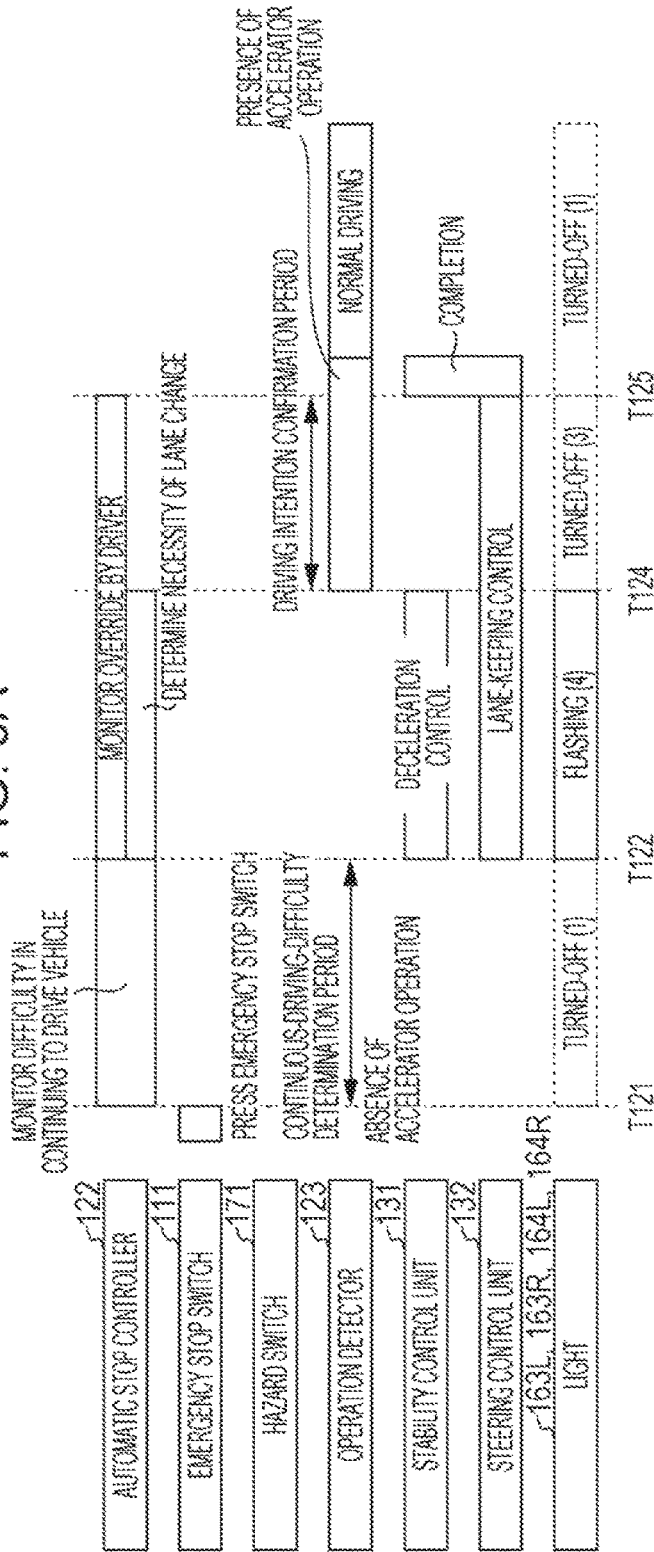 MONITOR DIFFICULTY IN
CONTINUING TO DRIVE VEHICLE
AUTOMATIC STOP CONTROLLER
122
MONITOR OVERRIDE BY DRIVER
DETERMINE NECESSITY OF LANE CHANGE
EMERGENCY STOP SWITCH
111
PRESS EMERGENCY STOP SWITCH
HAZARD SWITCH
171
CONTINUOUS-DRIVING-DIFFICULTY
DETERMINATION PERIOD
DRIVING INTENTION CONFIRMATION PERIOD
PRESENCE OF
ACCELERATOR
OPERATION
OPERATION DETECTOR
123
ABSENCE OF
ACCELERATOR OPERATION
NORMAL DRIVING
STABILITY CONTROL UNIT
131
DECELERATION
CONTROL
COMPLETION
STEERING CONTROL UNIT
132
LANE-KEEPING CONTROL
163L, 163R, 164L, 164R
LIGHT
TURNED-OFF (1)
FLASHING (4)
TURNED-OFF (3)
TURNED-OFF (1)
T121
T122
T124
T125